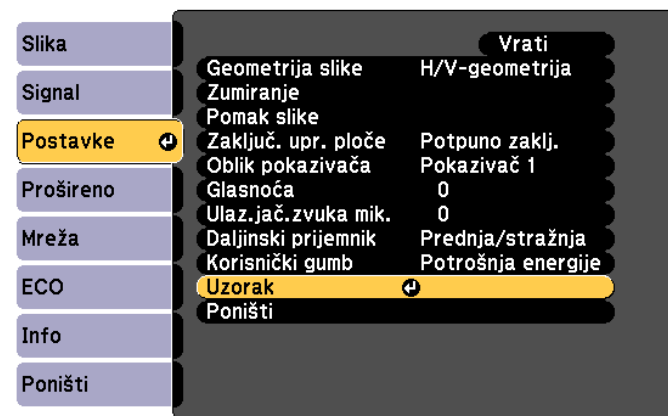 Slika
Signal
Postavke
Prošireno
Mreža
ECO
Info
Poništi
Vrati
Geometrija slike H/V-geometrija
Zumiranje
Pomak slike
Zaključ. upr. ploče Potpuno zaklj.
Oblik pokazivača Pokazivač 1
Glasnoća 0
Ulaz.jač.zvuka mik. 0
Daljinski prijemnik Prednja/stražnja
Korisnički gumb Potrošnja energije
Uzorak
Poništi